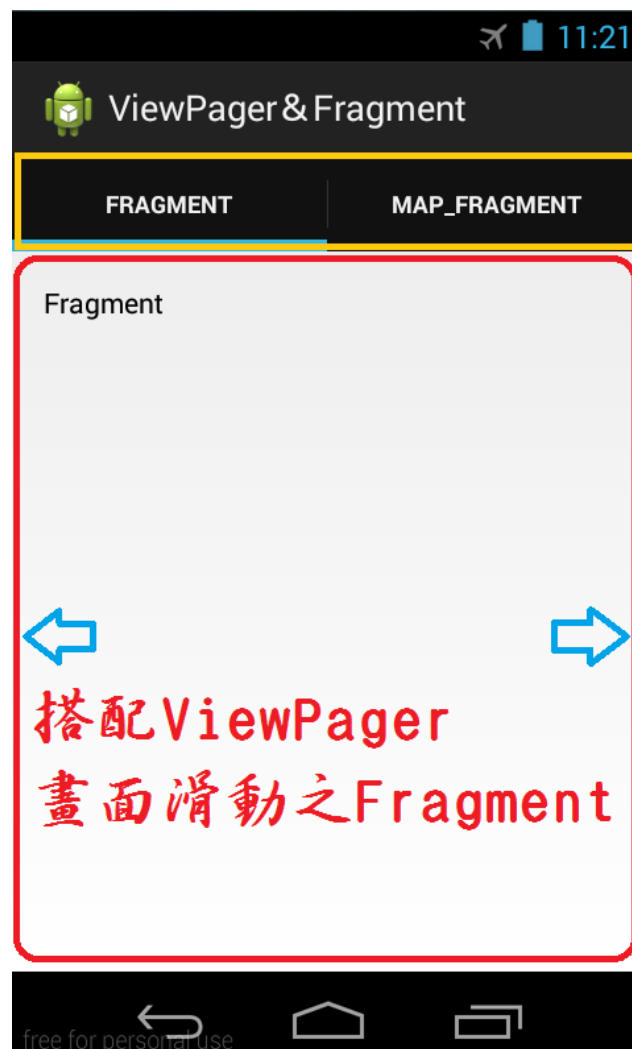 11:21
ViewPager & Fragment
FRAGMENT MAP_FRAGMENT
Fragment
搭配ViewPager
畫面滑動之Fragment
free for personal use